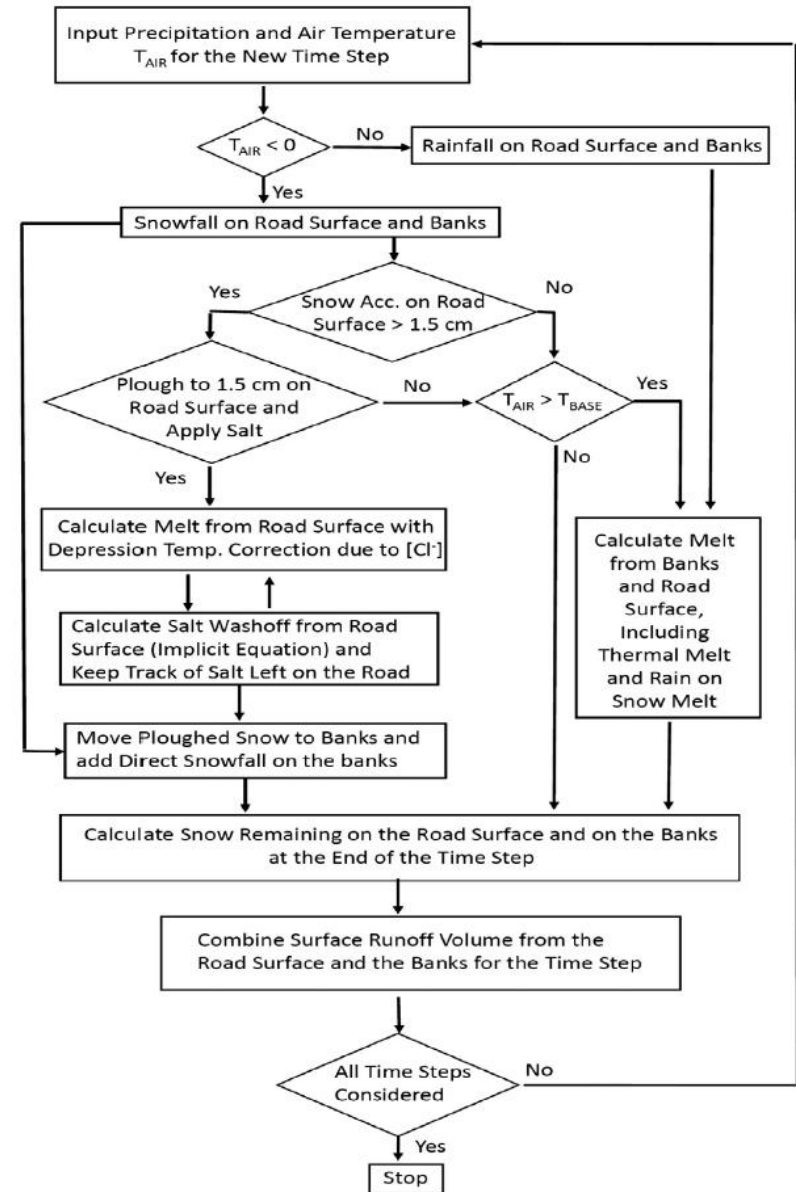 Input Precipitation and Air Temperature
TAIR for the New Time Step
TAIR < 0
No
Rainfall on Road Surface and Banks
Yes
Snowfall on Road Surface and Banks
Yes
No
Snow Acc. on Road
Surface > 1.5 cm
Plough to 1.5 cm on
Road Surface and
Apply Salt
No
TAIR > TBASE
Yes
Yes
No
Calculate Melt from Road Surface with
Depression Temp. Correction due to [Cl-]
Calculate Melt
from Banks
and Road
Surface,
Including
Thermal Melt
and Rain on
Snow Melt
Calculate Salt Washoff from Road
Surface (Implicit Equation) and
Keep Track of Salt Left on the Road
Move Ploughed Snow to Banks and
add Direct Snowfall on the banks
Calculate Snow Remaining on the Road Surface and on the Banks
at the End of the Time Step
Combine Surface Runoff Volume from the
Road Surface and the Banks for the Time Step
All Time Steps
Considered
No
Yes
Stop